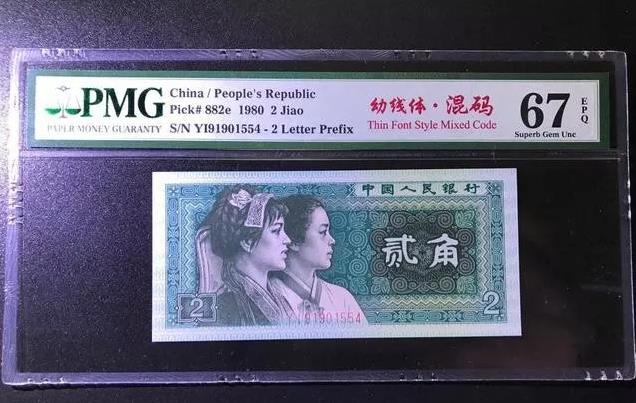 PMG
PAPER MONEY GUARANTY
China / People's Republic
Pick# 882e 1980 2 Jiao
S/N YI91901554 - 2 Letter Prefix
幼线体·混码
Thin Font Style Mixed Code
67
EPQ
Superb Gem Unc
中国人民银行
贰角
2
2
YI 91901554